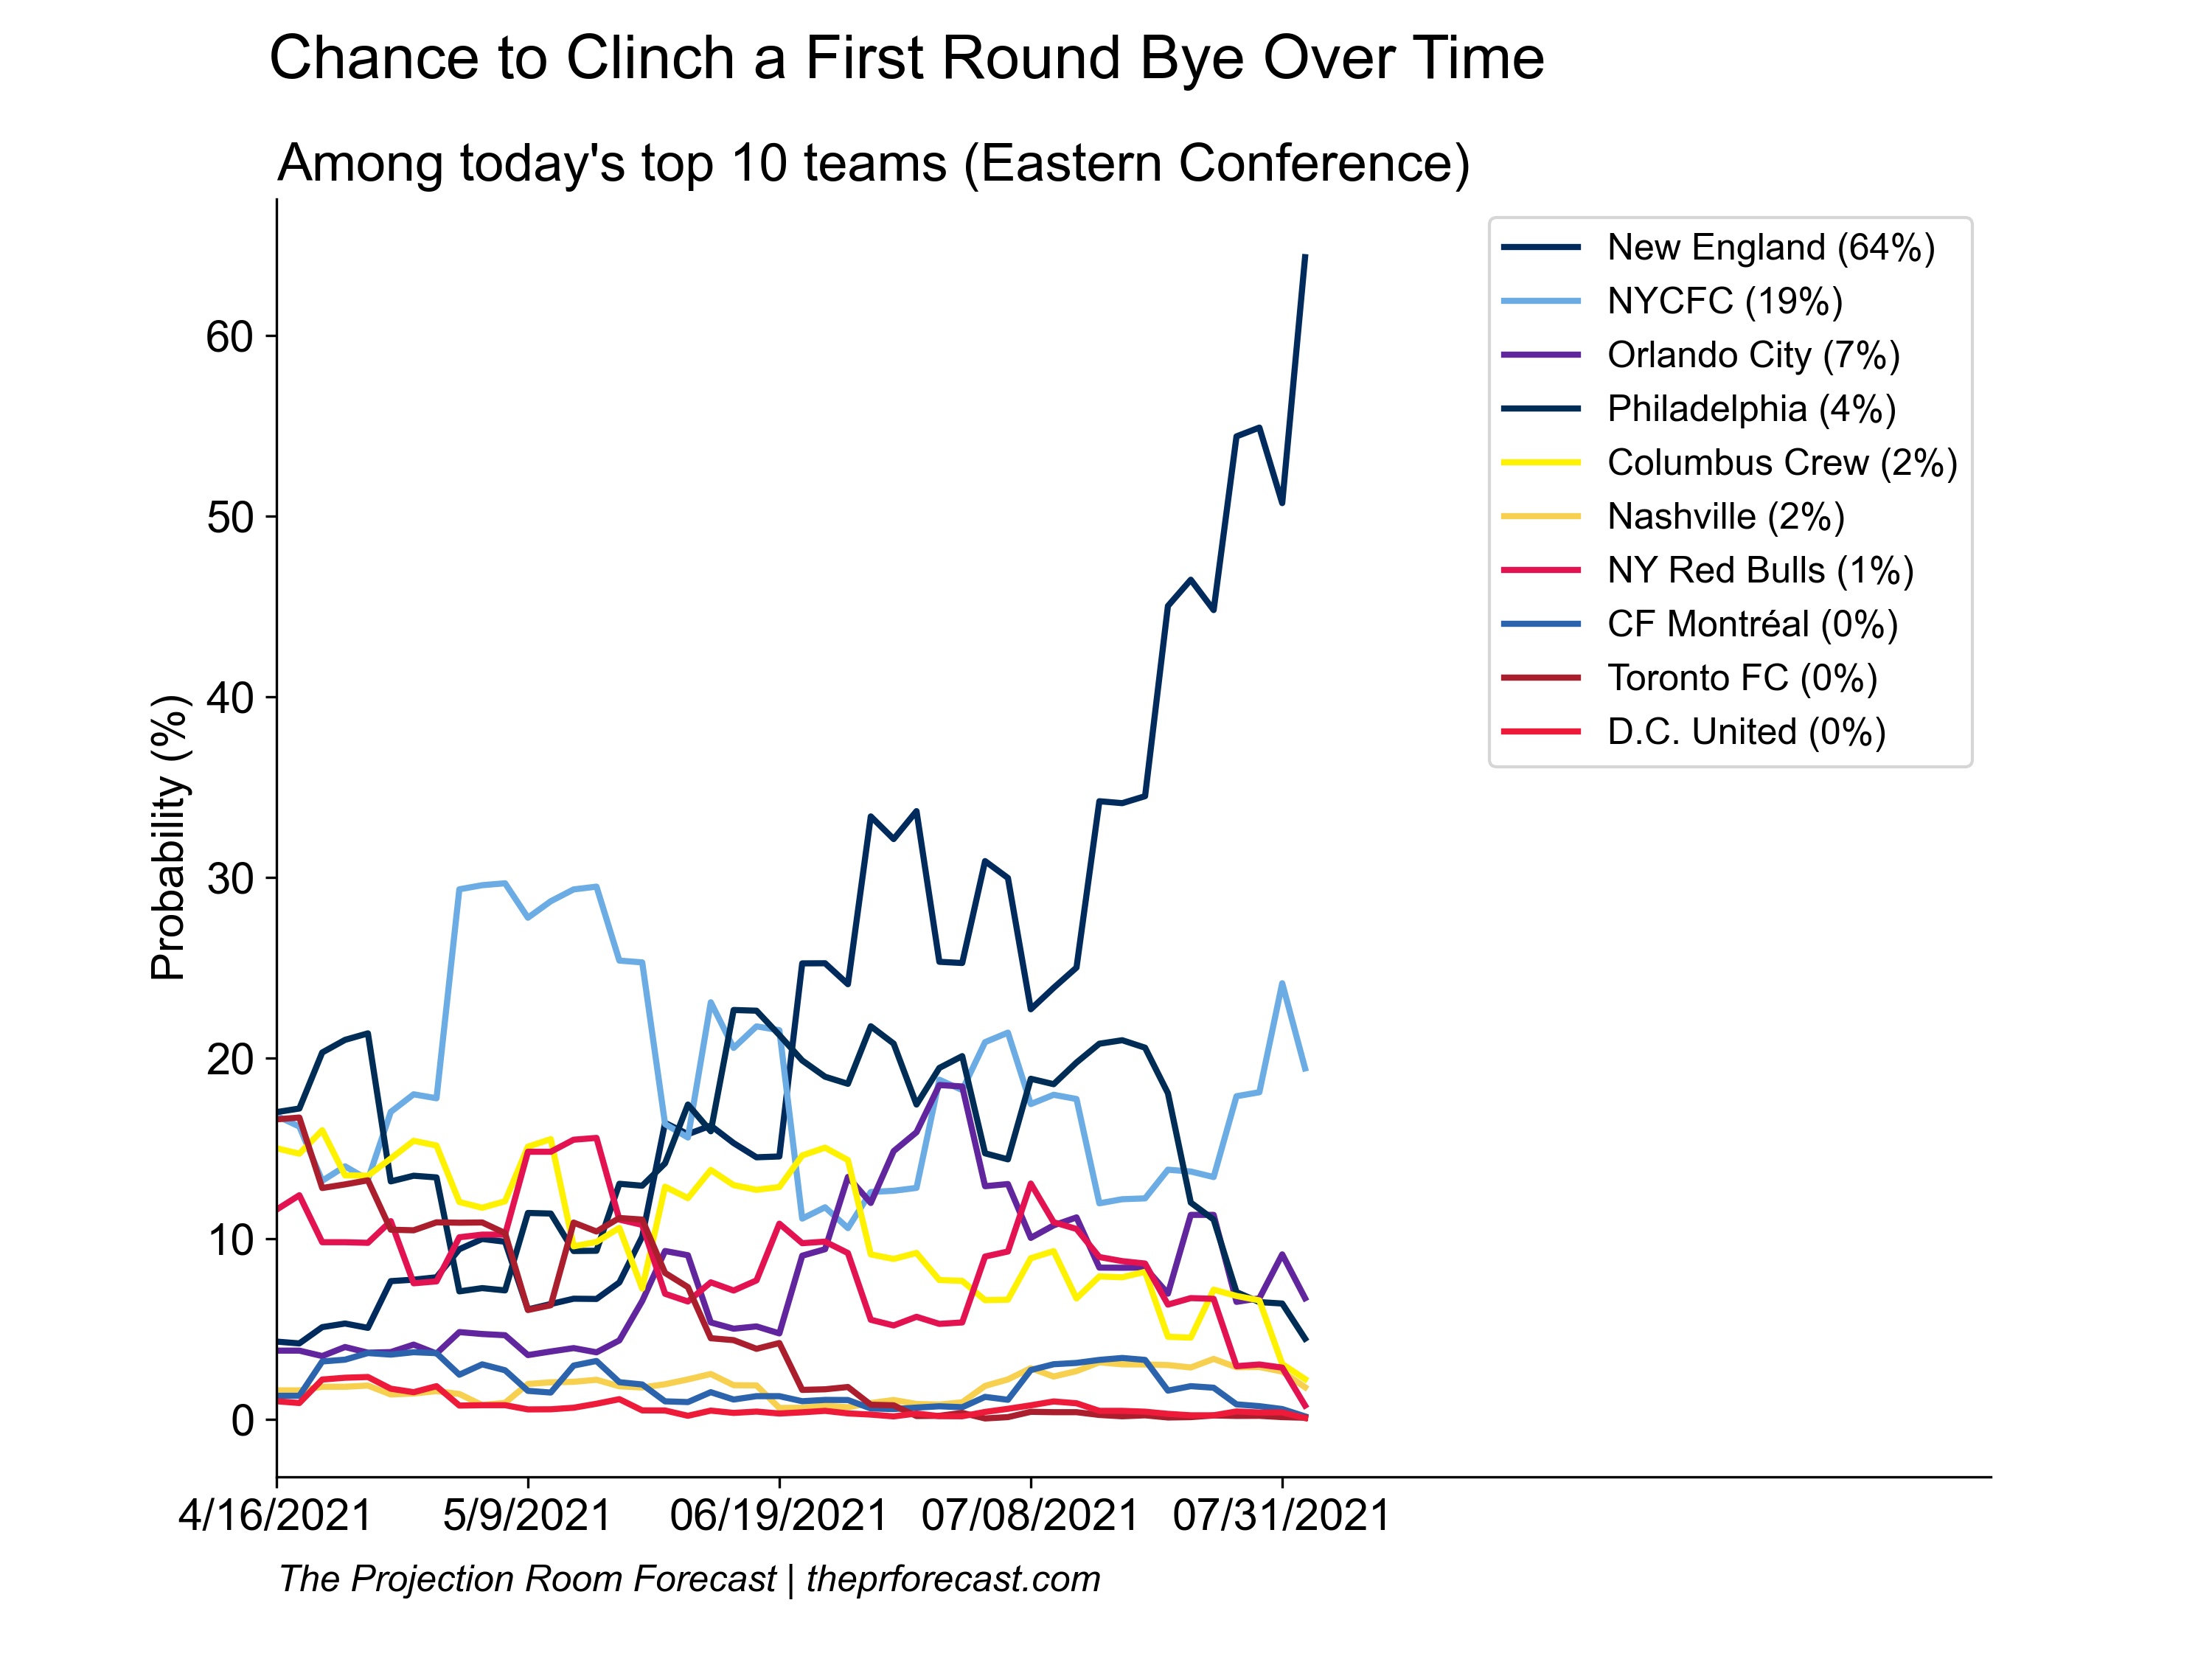 Chance to Clinch a First Round Bye Over Time
Among today's top 10 teams (Eastern Conference)
New England (64%)
NYCFC (19%)
Orlando City (7%)
Philadelphia (4%)
Columbus Crew (2%)
Nashville (2%)
NY Red Bulls (1%)
CF Montréal (0%)
Toronto FC (0%)
D.C. United (0%)
Probability (%)
60
50
40
30
20
10
0
4/16/2021 5/9/2021 06/19/2021 07/08/2021 07/31/2021
The Projection Room Forecast | theprforecast.com